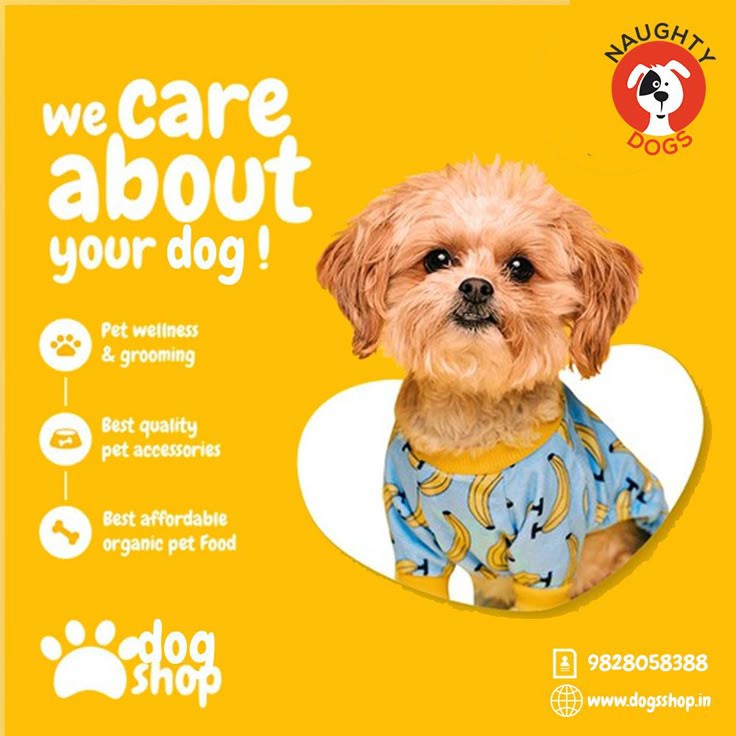 NAUGHTY
DOGS
we care
about
your dog !
Pet wellness
& grooming
Best quality
pet accessories
Best affordable
organic pet Food
dog
shop
9828058388
www.dogsshop.in